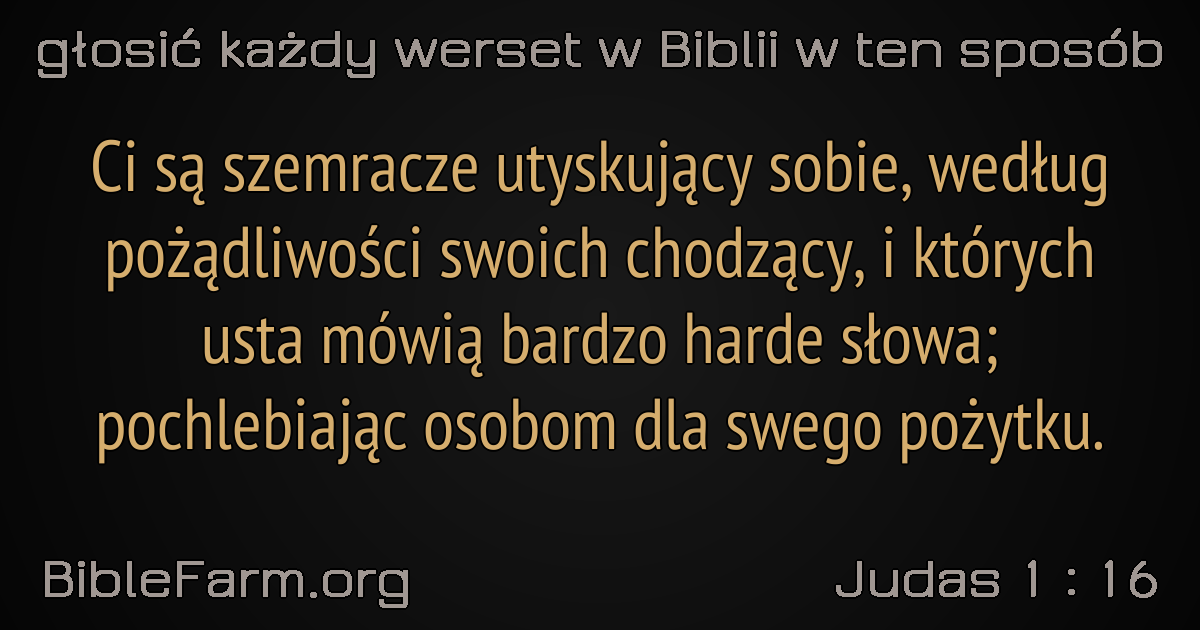 głosić każdy werset w Biblii w ten sposób
Ci są szemracze utyskujący sobie, według
pożądliwości swoich chodzący, i których
usta mówią bardzo harde słowa;
pochlebiając osobom dla swego pożytku.
BibleFarm.org
Judas 1 : 16